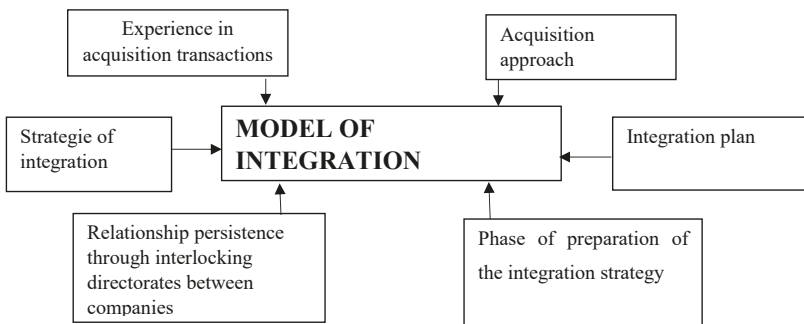 Experience in
acquisition transactions
Acquisition
approach
Strategie of
integration
MODEL OF
INTEGRATION
Integration plan
Relationship persistence
through interlocking
directorates between
companies
Phase of preparation of
the integration strategy